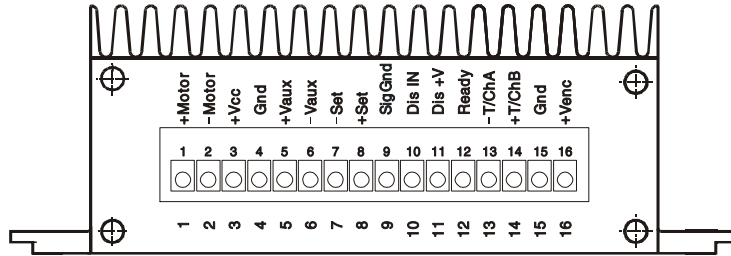 +Motor
−Motor
+Vcc
Gnd
+Vaux
−Vaux
−Set
+Set
SigGnd
Dis IN
Dis +V
Ready
−T/ChA
+T/ChB
Gnd
+Venc
1 2 3 4 5 6 7 8 9 10 11 12 13 14 15 16
1 2 3 4 5 6 7 8 9 10 11 12 13 14 15 16